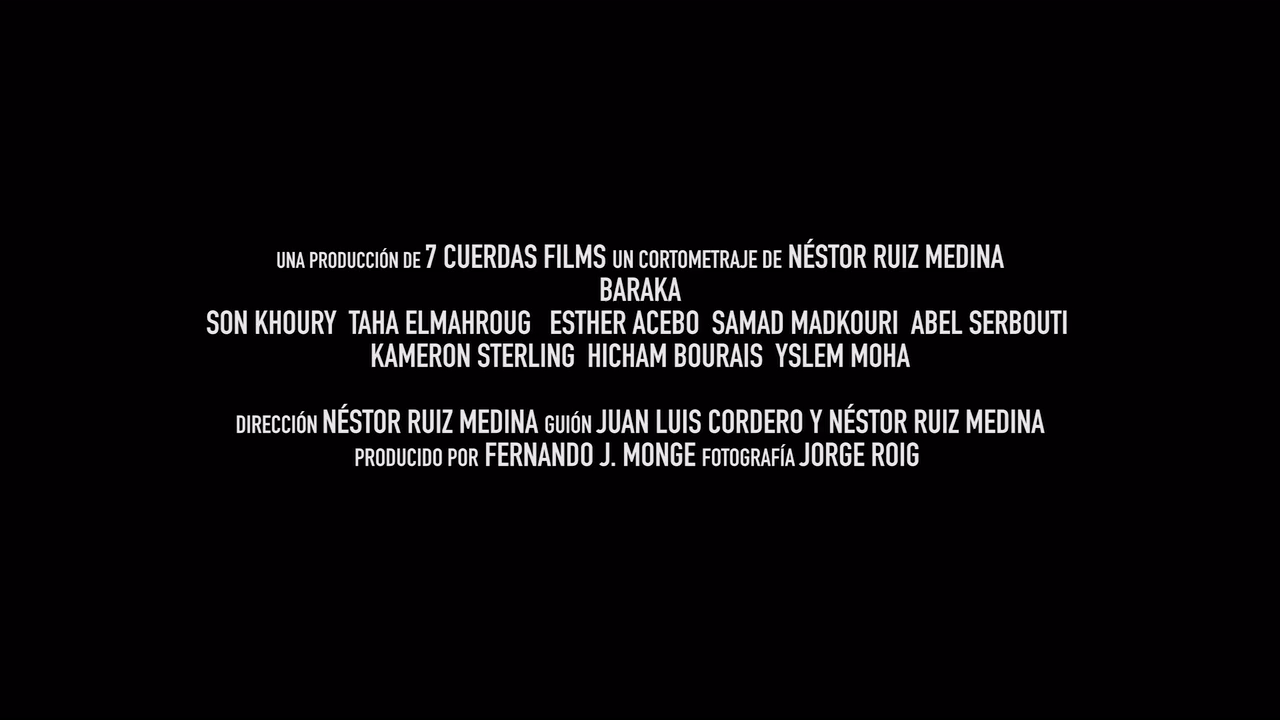 UNA PRODUCCIÓN DE 7 CUERDAS FILMS UN CORTOMETRAJE DE NÉSTOR RUIZ MEDINA
BARAKA
SON KHOURY TAHA ELMAHROUG ESTHER ACEBO SAMAD MADKOURI ABEL SERBOUTI
KAMERON STERLING HICHAM BOURAIS YSLEM MOHA
DIRECCIÓN NÉSTOR RUIZ MEDINA GUIÓN JUAN LUIS CORDERO Y NÉSTOR RUIZ MEDINA
PRODUCIDO POR FERNANDO J. MONGE FOTOGRAFÍA JORGE ROIG